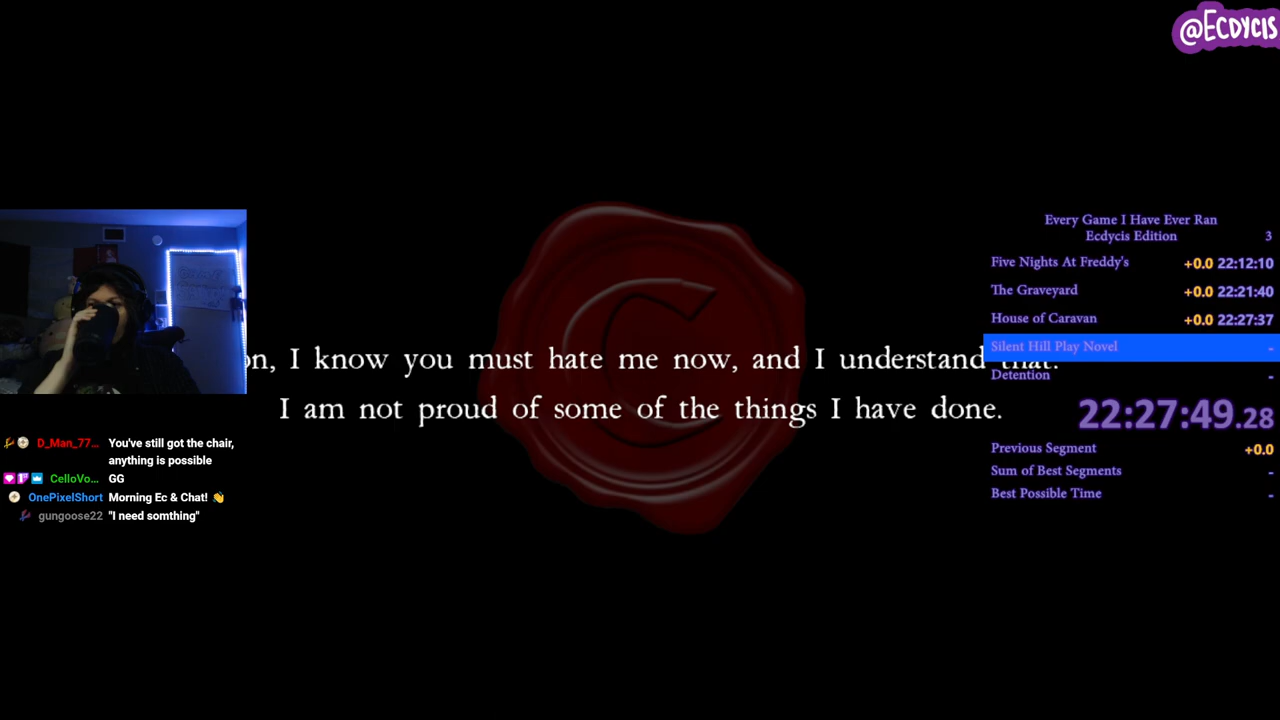 @ECDYCIS
Every Game I Have Ever Ran
Ecdycis Edition 3
Five Nights At Freddy's +0.0 22:12:10
The Graveyard +0.0 22:21:40
House of Caravan +0.0 22:27:37
Silent Hill Play Novel -
Detention -
22:27:49.28
Previous Segment +0.0
Sum of Best Segments -
Best Possible Time -
I know you must hate me now, and I understand that.
I am not proud of some of the things I have done.
C
D_Man_77... You've still got the chair,
anything is possible
CelloVo... GG
OnePixelShort Morning Ec & Chat! 👋
gungoose22 "I need somthing"